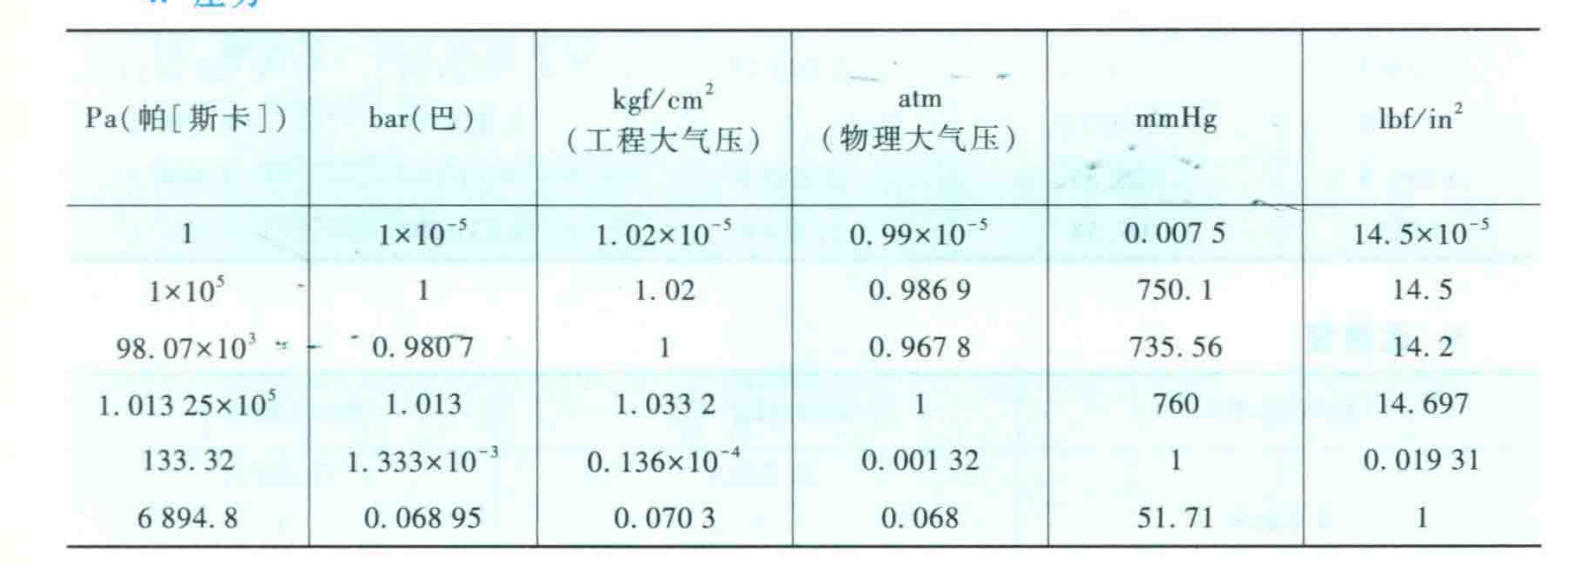 Pa(帕[斯卡]) bar(巴) kgf/cm² (工程大气压) atm (物理大气压) mmHg lbf/in²
1 1×10⁻⁵ 1.02×10⁻⁵ 0.99×10⁻⁵ 0.007 5 14.5×10⁻⁵
1×10⁵ 1 1.02 0.986 9 750.1 14.5
98.07×10³ 0.980 7 1 0.967 8 735.56 14.2
1.013 25×10⁵ 1.013 1.033 2 1 760 14.697
133.32 1.333×10⁻³ 0.136×10⁻⁴ 0.001 32 1 0.019 31
6 894.8 0.068 95 0.070 3 0.068 51.71 1